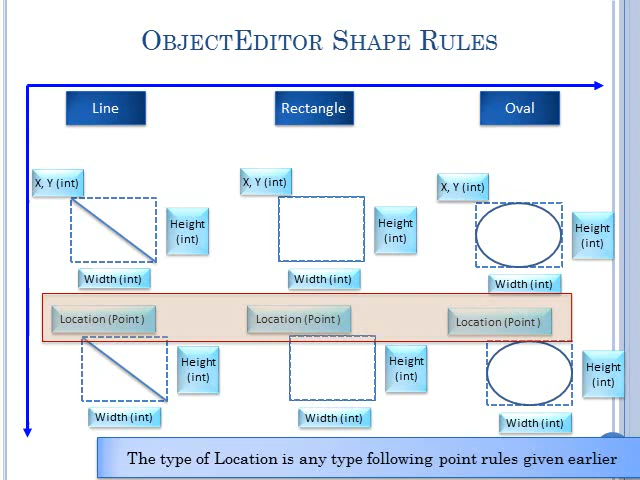 OBJECTEDITOR SHAPE RULES
Line
Rectangle
Oval
X, Y (int)
X, Y (int)
X, Y (int)
Height
(int)
Height
(int)
Height
(int)
Width (int)
Width (int)
Width (int)
Location (Point )
Location (Point )
Location (Point )
Height
(int)
Height
(int)
Height
(int)
Width (int)
Width (int)
Width (int)
The type of Location is any type following point rules given earlier